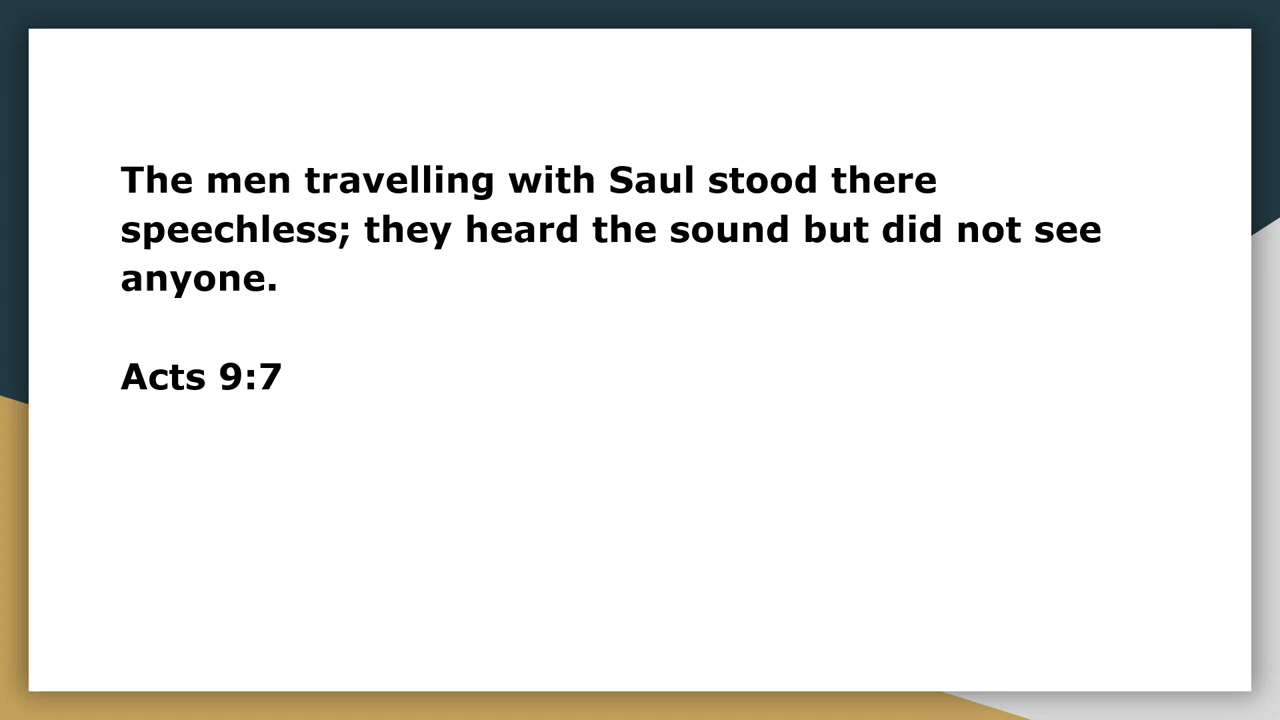 The men travelling with Saul stood there
speechless; they heard the sound but did not see
anyone.
Acts 9:7